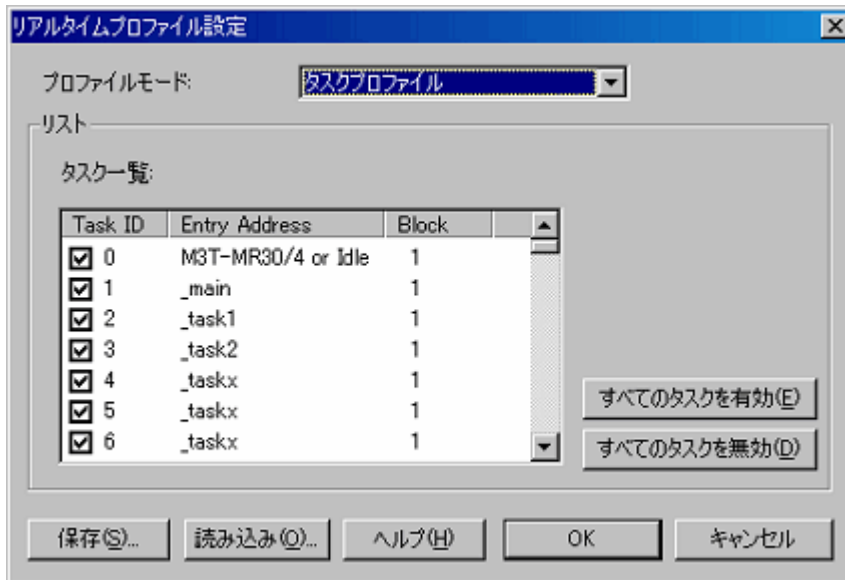 リアルタイムプロファイル設定
プロファイルモード: タスクプロファイル
リスト
タスク一覧:
Task ID Entry Address Block
0 M3T-MR30/4 or Idle 1
1 _main 1
2 _task1 1
3 _task2 1
4 _taskx 1
5 _taskx 1
6 _taskx 1
すべてのタスクを有効(E)
すべてのタスクを無効(D)
保存(S)... 読み込み(O)... ヘルプ(H) OK キャンセル